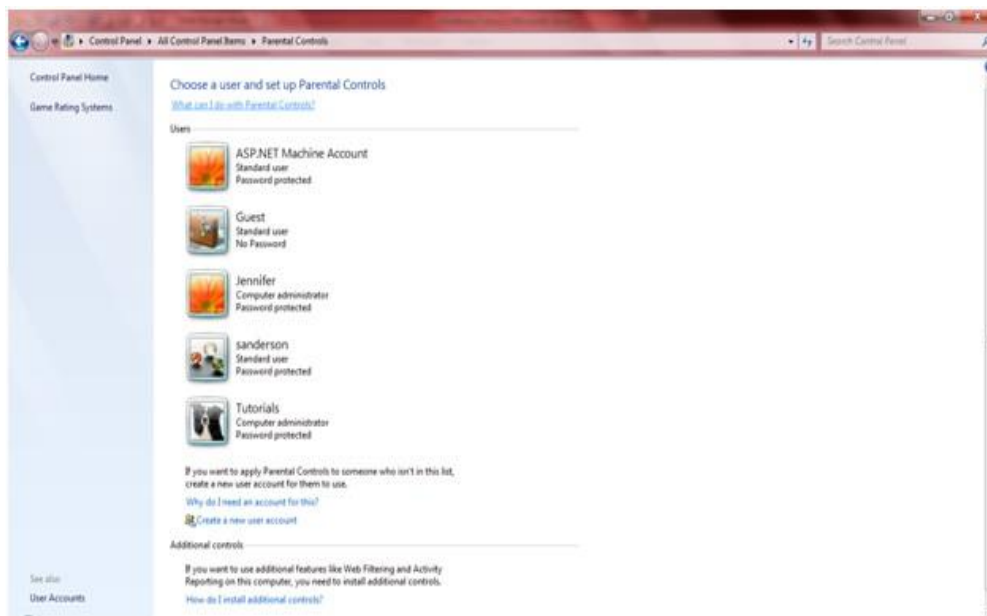 Control Panel ▸ All Control Panel Items ▸ Parental Controls
Search Control Panel
Control Panel Home
Game Rating Systems
Choose a user and set up Parental Controls
What can I do with Parental Controls?
Users
ASP.NET Machine Account
Standard user
Password protected
Guest
Standard user
No Password
Jennifer
Computer administrator
Password protected
sanderson
Standard user
Password protected
Tutorials
Computer administrator
Password protected
If you want to apply Parental Controls to someone who isn't in this list,
create a new user account for them to use.
Why do I need an account for this?
Create a new user account
Additional controls
If you want to use additional features like Web Filtering and Activity
Reporting on this computer, you need to install additional controls.
How do I install additional controls?
See also
User Accounts